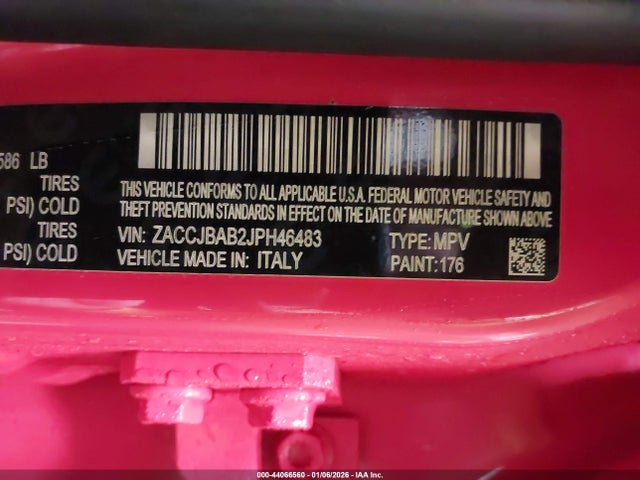 586 LB
TIRES
PSI) COLD
TIRES
PSI) COLD
THIS VEHICLE CONFORMS TO ALL APPLICABLE U.S.A. FEDERAL MOTOR VEHICLE SAFETY AND
THEFT PREVENTION STANDARDS IN EFFECT ON THE DATE OF MANUFACTURE SHOWN ABOVE
VIN: ZACCJBAB2JPH46483 TYPE: MPV
VEHICLE MADE IN: ITALY PAINT: 176
000-44066560 - 01/06/2026 - IAA Inc.